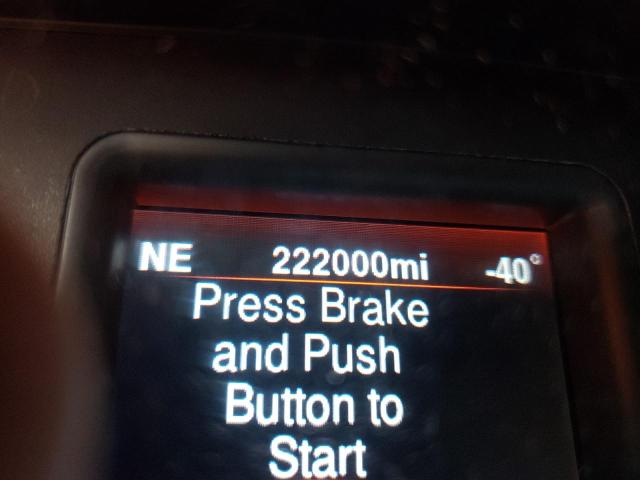 NE 222000mi -40°
Press Brake
and Push
Button to
Start